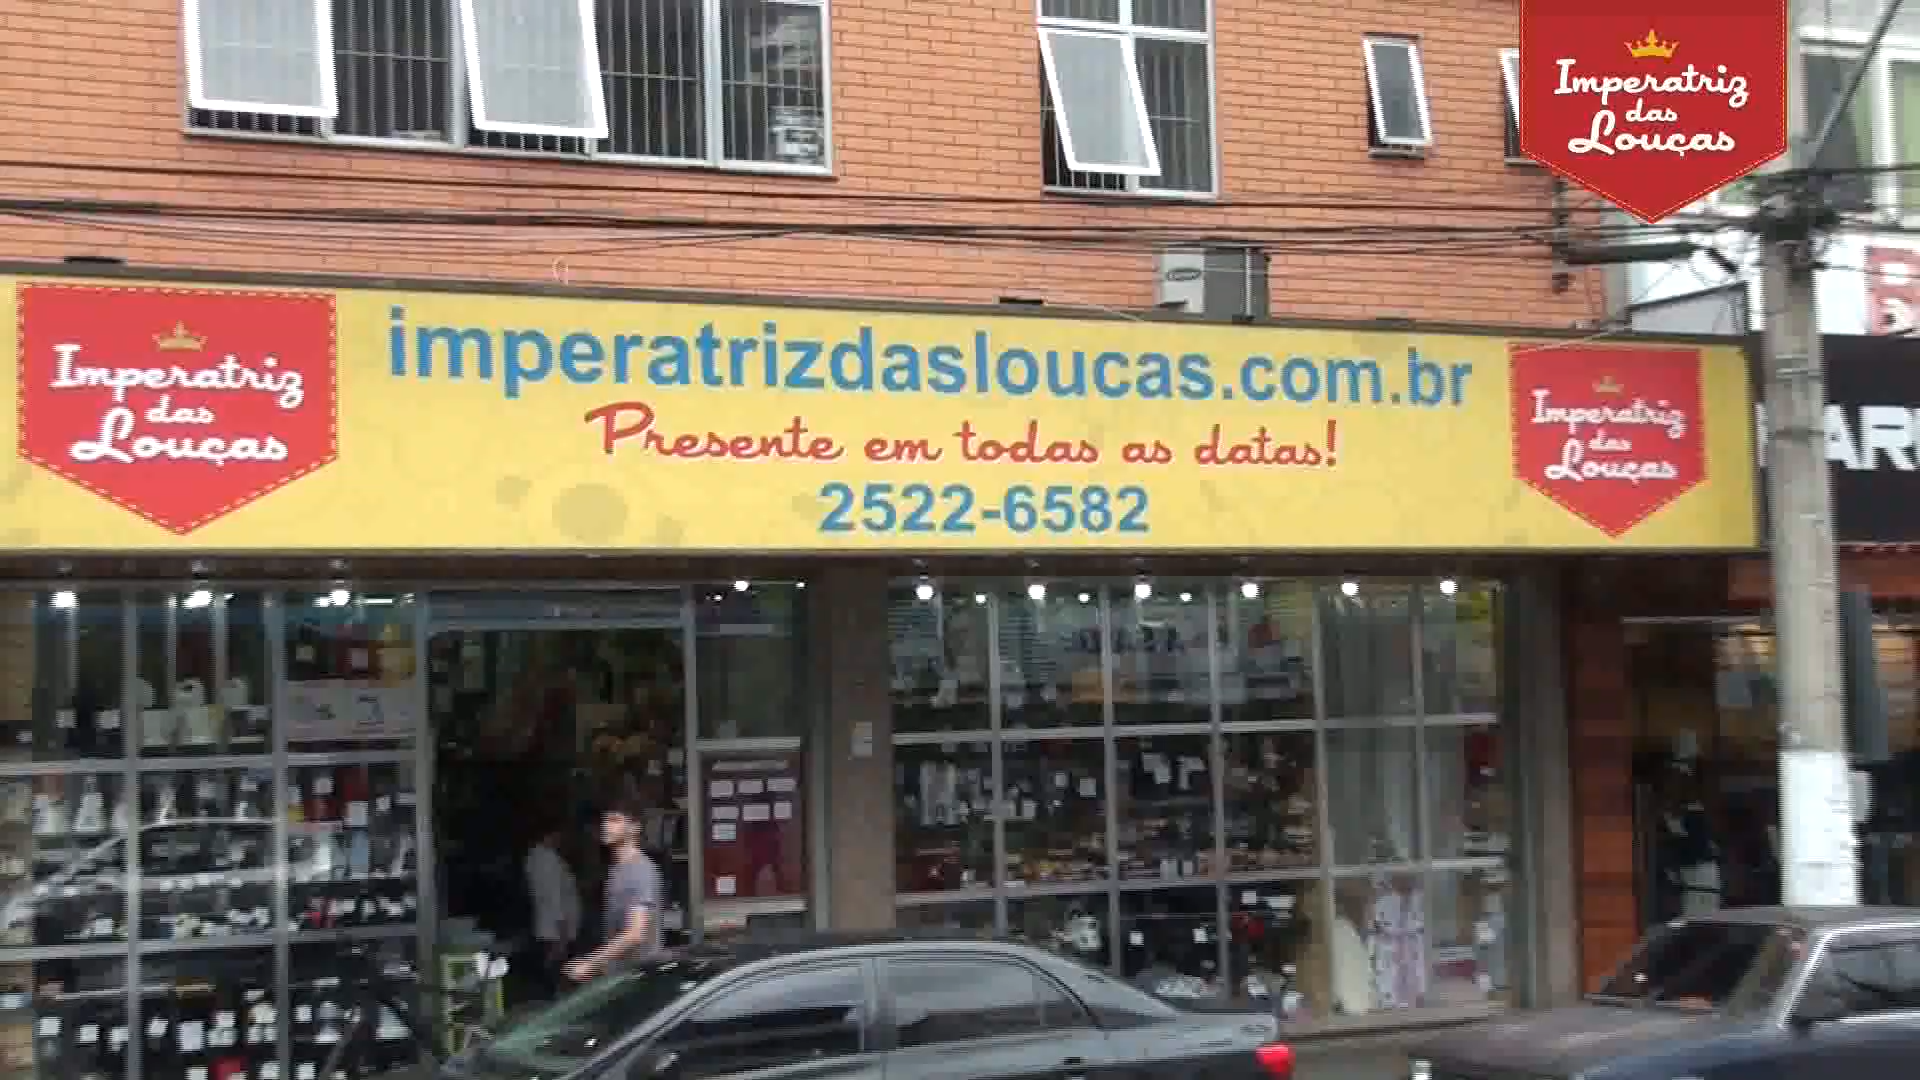 Imperatriz
das
Louças
Imperatriz
das
Louças
imperatrizdasloucas.com.br
Presente em todas as datas!
2522-6582
Imperatriz
das
Louças